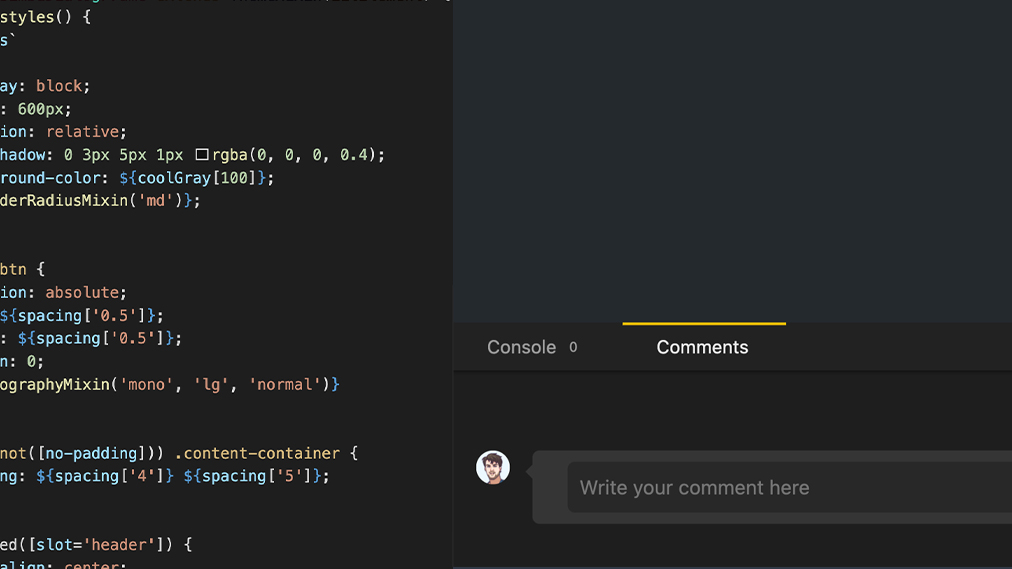 styles() {
s`
ay: block;
: 600px;
ion: relative;
hadow: 0 3px 5px 1px rgba(0, 0, 0, 0.4);
round-color: ${coolGray[100]};
derRadiusMixin('md')};
btn {
ion: absolute;
${spacing['0.5']};
: ${spacing['0.5']};
n: 0;
ographyMixin('mono', 'lg', 'normal')}
not([no-padding])) .content-container {
ng: ${spacing['4']} ${spacing['5']};
ed([slot='header']) {
align: center;
Console 0
Comments
Write your comment here